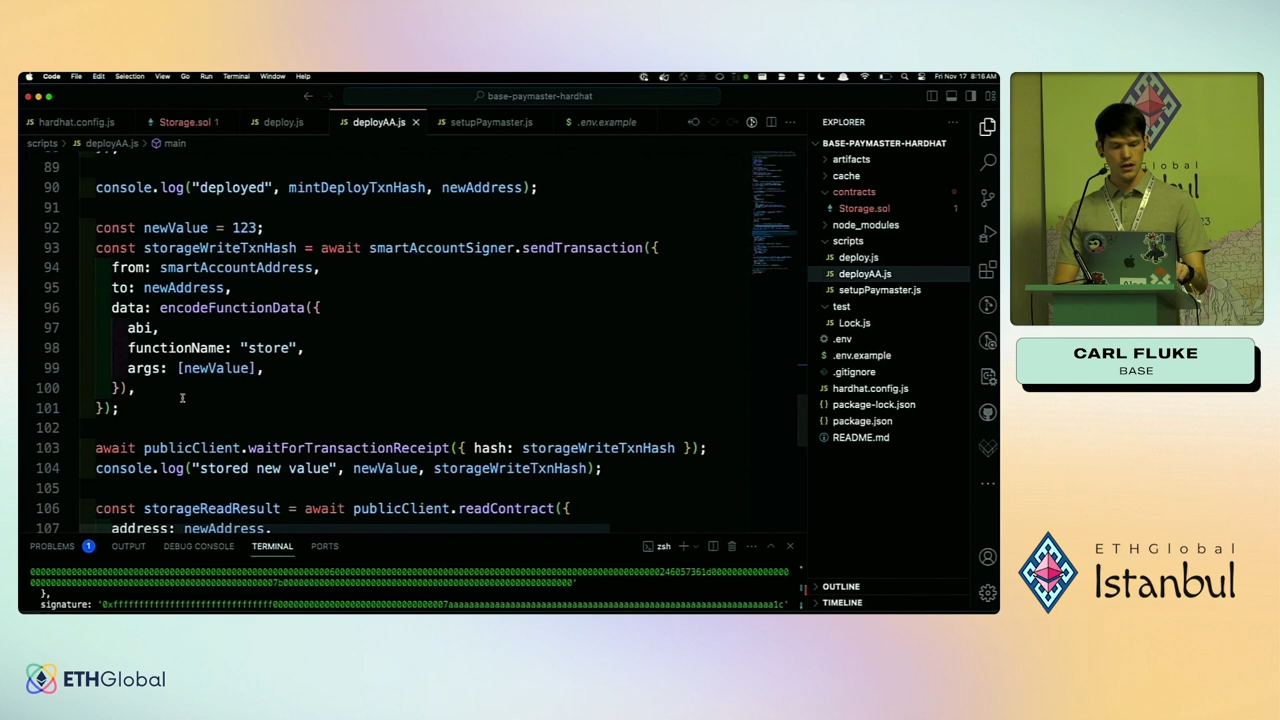 Code File Edit Selection View Go Run Terminal Window Help
Fri Nov 17 8:16 AM
base-paymaster-hardhat
hardhat.config.js
Storage.sol 1
deploy.js
deployAA.js
setupPaymaster.js
.env.example
scripts > deployAA.js > main
89
90 console.log("deployed", mintDeployTxnHash, newAddress);
91
92 const newValue = 123;
93 const storageWriteTxnHash = await smartAccountSigner.sendTransaction({
94 from: smartAccountAddress,
95 to: newAddress,
96 data: encodeFunctionData({
97 abi,
98 functionName: "store",
99 args: [newValue],
100 }),
101 });
102
103 await publicClient.waitForTransactionReceipt({ hash: storageWriteTxnHash });
104 console.log("stored new value", newValue, storageWriteTxnHash);
105
106 const storageReadResult = await publicClient.readContract({
107 address: newAddress,
PROBLEMS 1 OUTPUT DEBUG CONSOLE TERMINAL PORTS
zsh
},
EXPLORER
BASE-PAYMASTER-HARDHAT
artifacts
cache
contracts
Storage.sol 1
node_modules
scripts
deploy.js
deployAA.js
setupPaymaster.js
test
Lock.js
.env
.env.example
.gitignore
hardhat.config.js
package-lock.json
package.json
README.md
OUTLINE
TIMELINE
CARL FLUKE
BASE
ETHGlobal
Istanbul
ETHGlobal